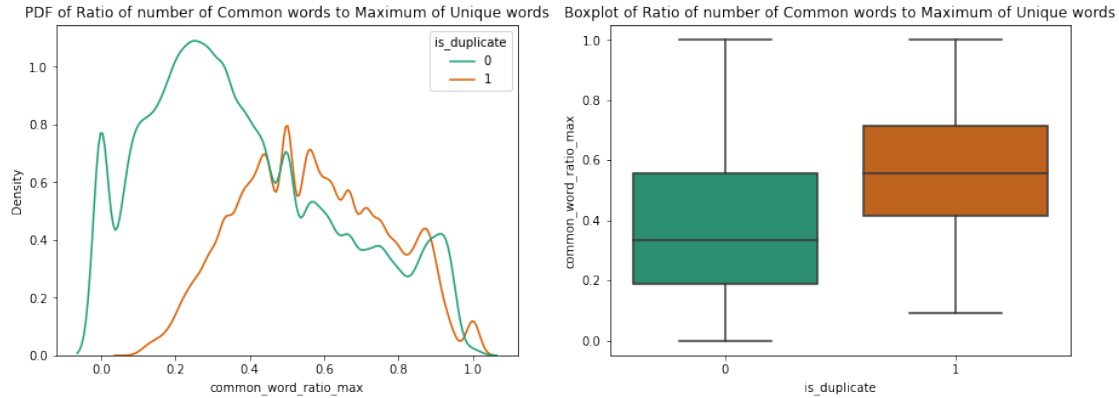 PDF of Ratio of number of Common words to Maximum of Unique words
is_duplicate
0
1
1.0
0.8
0.6
0.4
0.2
0.0
Density
0.0 0.2 0.4 0.6 0.8 1.0
common_word_ratio_max
Boxplot of Ratio of number of Common words to Maximum of Unique words
1.0
0.8
0.6
0.4
0.2
0.0
common_word_ratio_max
0 1
is_duplicate